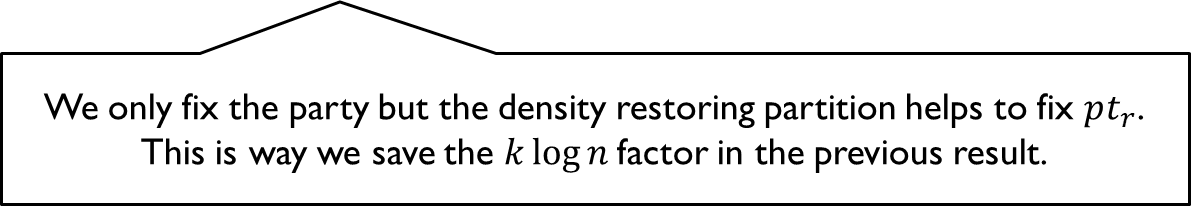 We only fix the party but the density restoring partition helps to fix $pt_r$.
This is way we save the $k \log n$ factor in the previous result.